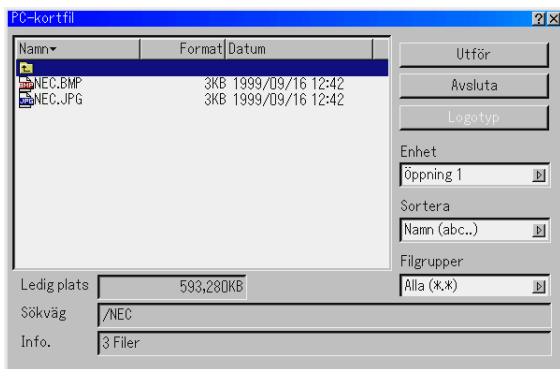 PC-kortfil
Namn Format Datum
NEC.BMP 3KB 1999/09/16 12:42
NEC.JPG 3KB 1999/09/16 12:42
Utför
Avsluta
Logotyp
Enhet
Öppning 1
Sortera
Namn (abc..)
Filgrupper
Alla (*.*)
Ledig plats 593,280KB
Sökväg /NEC
Info. 3 Filer